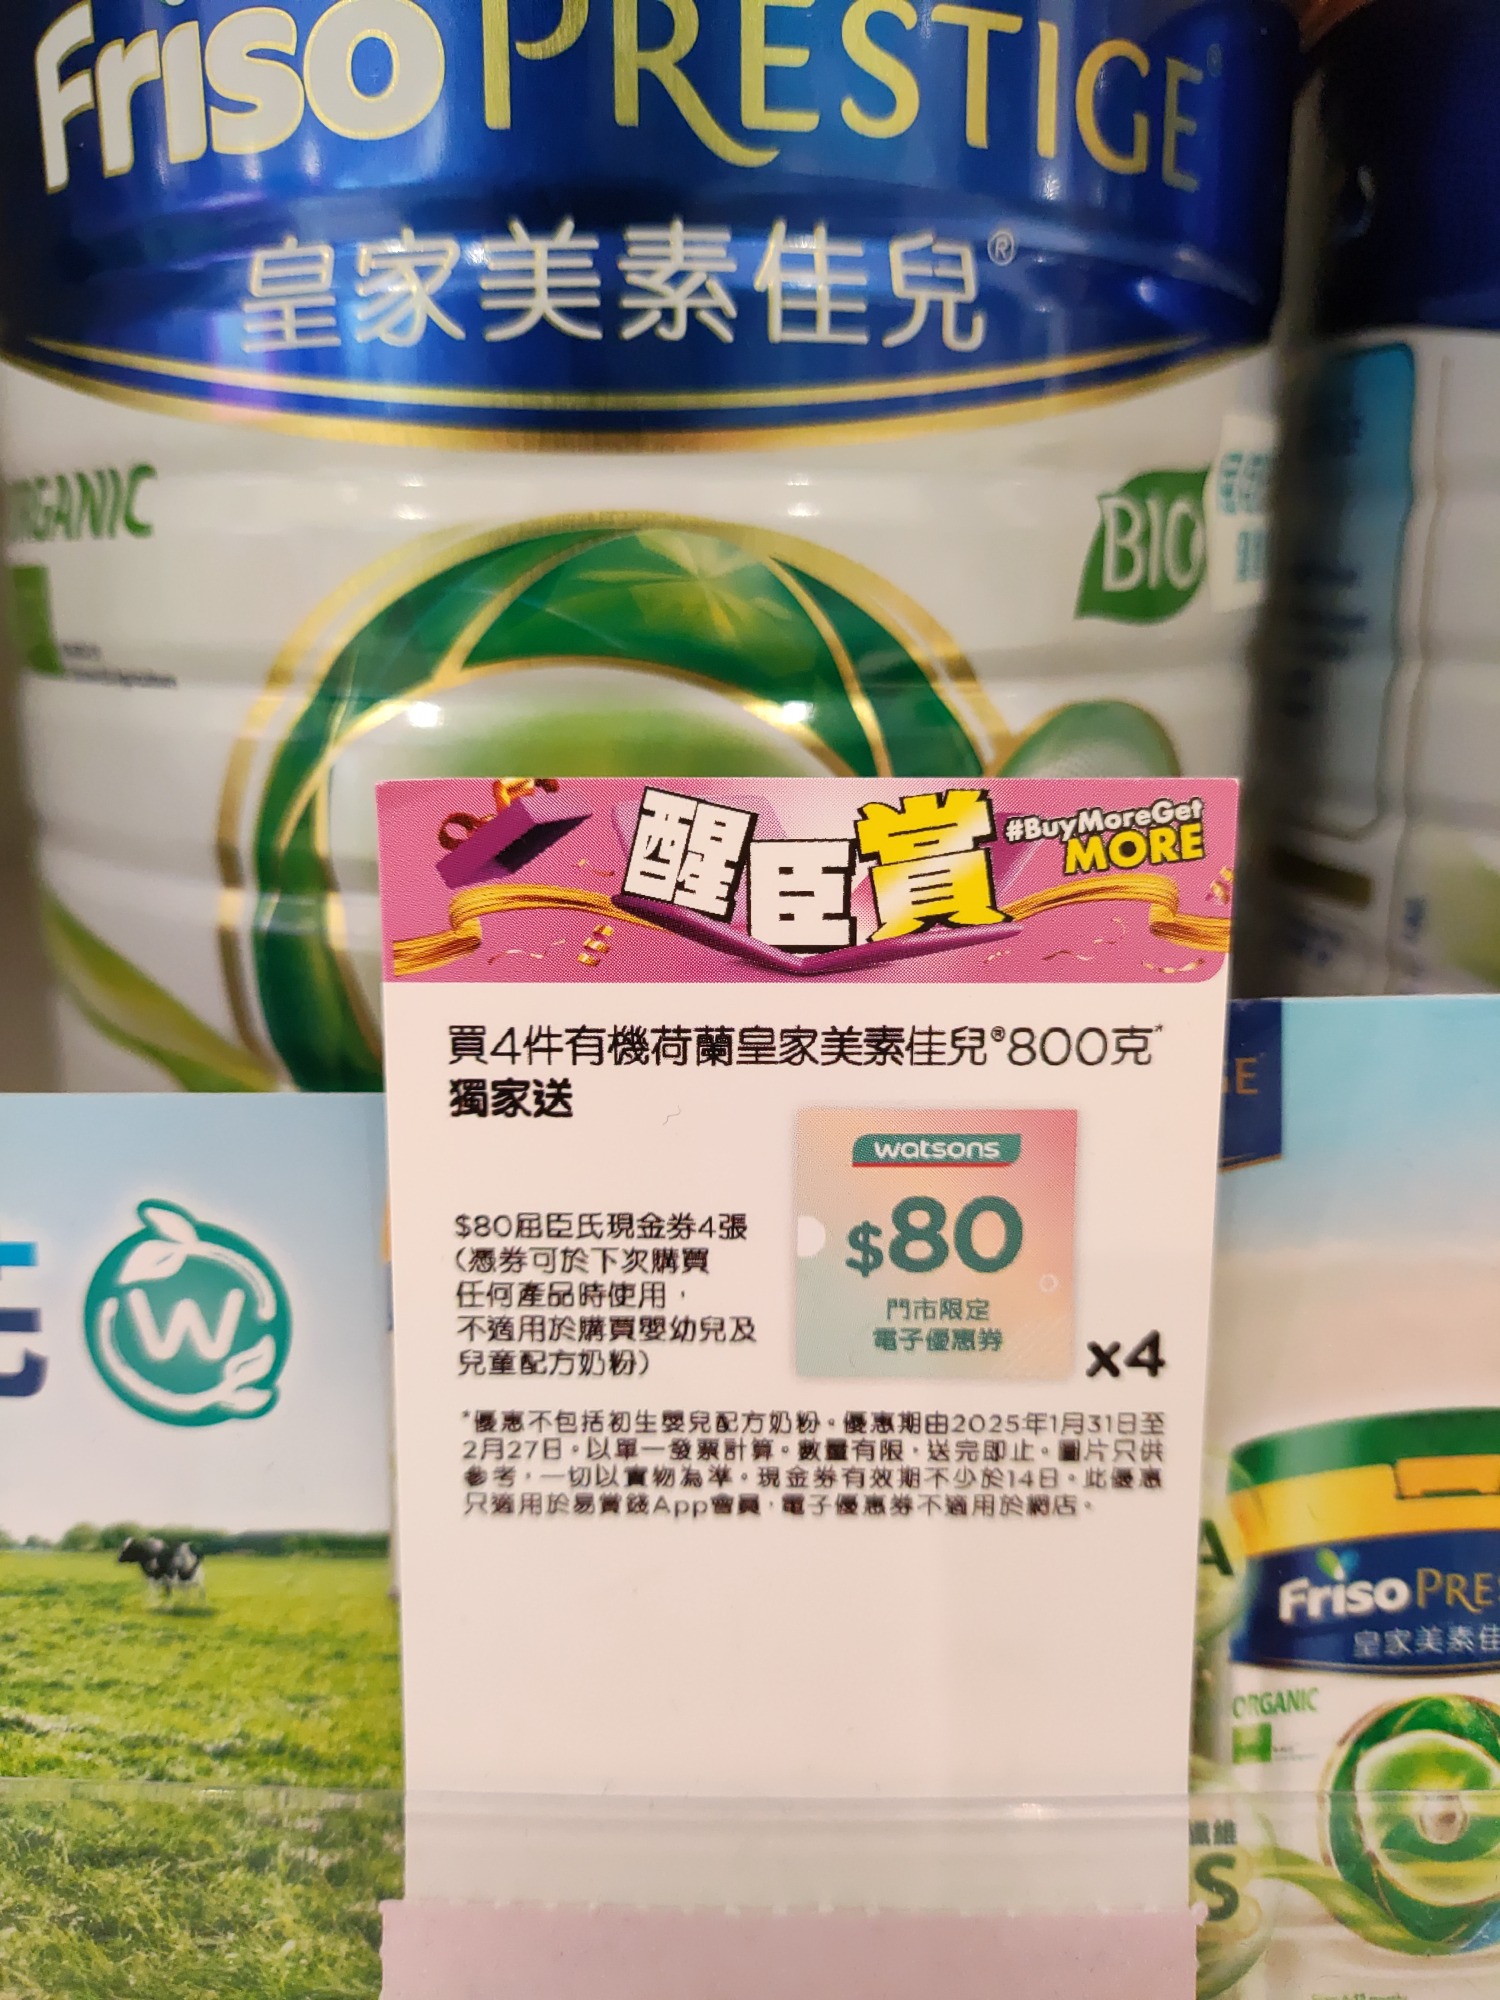 Friso PRESTIGE
皇家美素佳兒®
ORGANIC
BIO
醒臣賞
#BuyMoreGet
MORE
買4件有機荷蘭皇家美素佳兒®800克*
獨家送
watsons
$80
門市限定
電子優惠券
x4
$80屈臣氏現金券4張
(憑券可於下次購買
任何產品時使用，
不適用於購買嬰幼兒及
兒童配方奶粉)
*優惠不包括初生嬰兒配方奶粉。優惠期由2025年1月31日至
2月27日。以單一發票計算。數量有限，送完即止。圖片只供
參考，一切以實物為準。現金券有效期不少於14日。此優惠
只適用於易賞錢App會員，電子優惠券不適用於網店。
W
GE
Friso PRE
皇家美素佳
ORGANIC
A
纖維
S